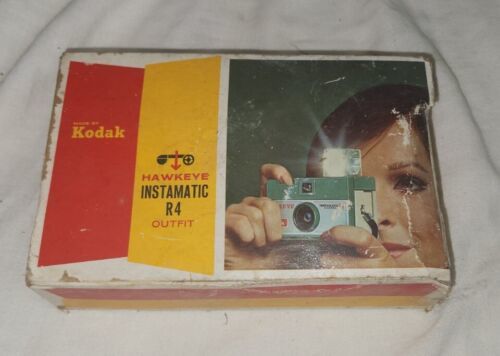 MADE BY
Kodak
HAWKEYE
INSTAMATIC
R4
OUTFIT